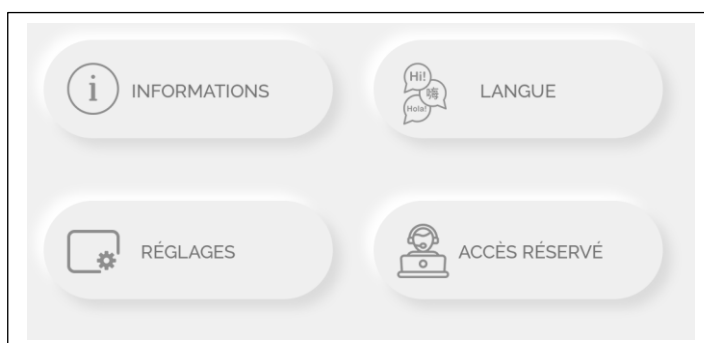 i INFORMATIONS
Hi!
嗨
Hola!
LANGUE
RÉGLAGES
ACCÈS RÉSERVÉ